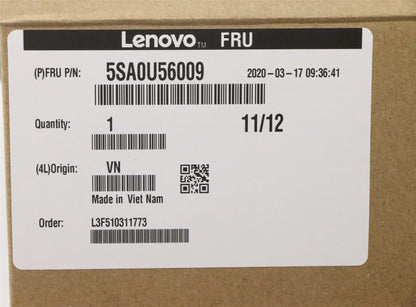 Lenovo™ FRU
(P)FRU P/N: 5SA0U56009 2020-03-17 09:36:41
Quantity: 1 11/12
(4L)Origin: VN
Made in Viet Nam
Order: L3F510311773